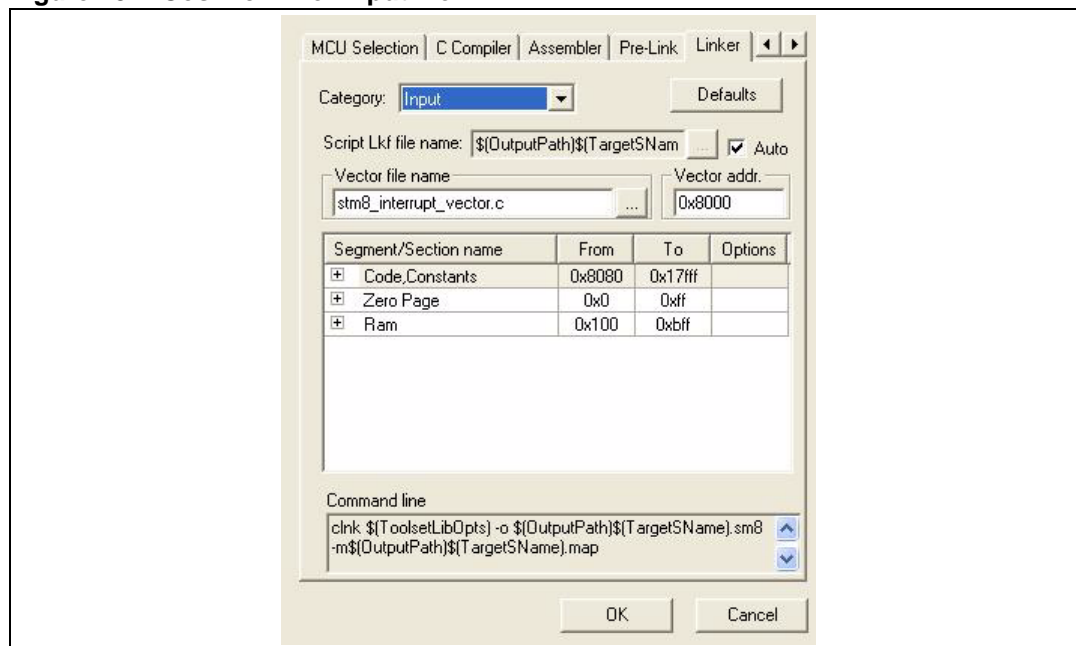 MCU Selection C Compiler Assembler Pre-Link Linker
Category: Input Defaults
Script Lkf file name: $(OutputPath)$(TargetSNam ... Auto
Vector file name Vector addr.
stm8_interrupt_vector.c ... 0x8000
Segment/Section name From To Options
Code,Constants 0x8080 0x17fff
Zero Page 0x0 0xff
Ram 0x100 0xbff
Command line
clnk $(ToolsetLibOpts) -o $(OutputPath)$(TargetSName).sm8
-m$(OutputPath)$(TargetSName).map
OK Cancel